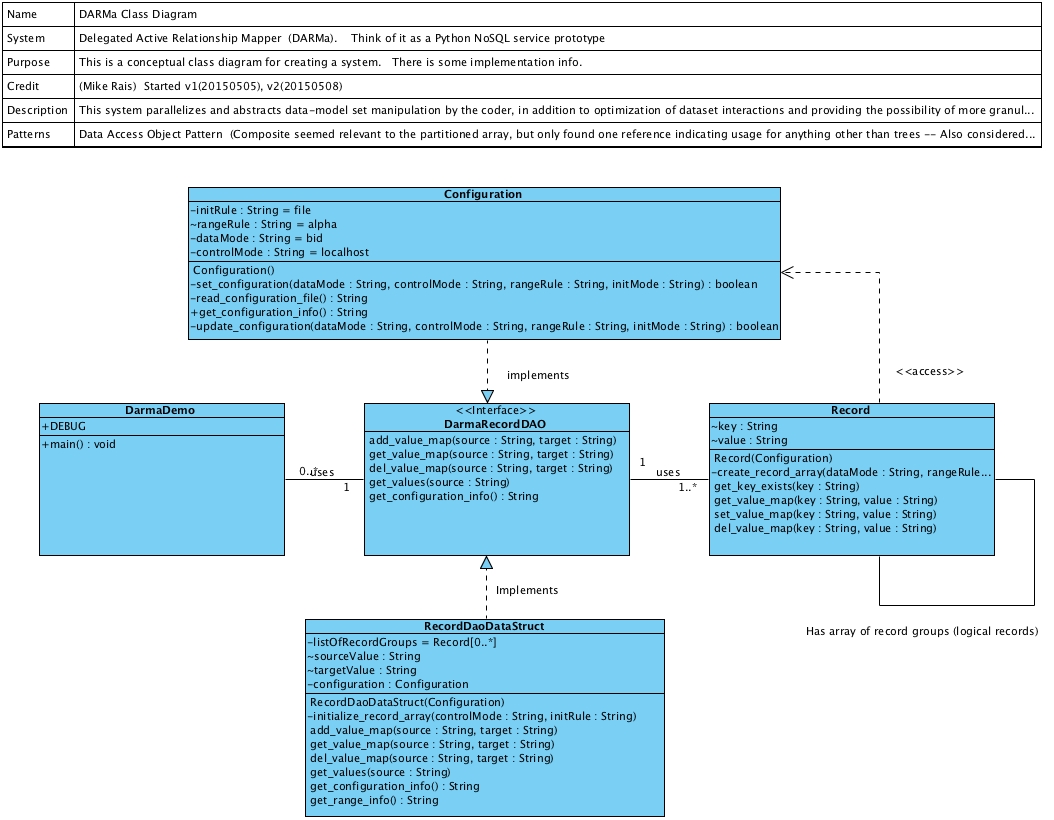 Name DARMa Class Diagram
System Delegated Active Relationship Mapper (DARMa). Think of it as a Python NoSQL service prototype
Purpose This is a conceptual class diagram for creating a system. There is some implementation info.
Credit (Mike Rais) Started v1(20150505), v2(20150508)
Description This system parallelizes and abstracts data-model set manipulation by the coder, in addition to optimization of dataset interactions and providing the possibility of more granul...
Patterns Data Access Object Pattern (Composite seemed relevant to the partitioned array, but only found one reference indicating usage for anything other than trees -- Also considered...
Configuration
-initRule : String = file
~rangeRule : String = alpha
-dataMode : String = bid
-controlMode : String = localhost
Configuration()
-set_configuration(dataMode : String, controlMode : String, rangeRule : String, initMode : String) : boolean
-read_configuration_file() : String
+get_configuration_info() : String
-update_configuration(dataMode : String, controlMode : String, rangeRule : String, initMode : String) : boolean
implements
<<access>>
DarmaDemo
+DEBUG
+main() : void
0..*
uses
1
<<Interface>>
DarmaRecordDAO
add_value_map(source : String, target : String)
get_value_map(source : String, target : String)
del_value_map(source : String, target : String)
get_values(source : String)
get_configuration_info() : String
1
uses
1..*
Record
~key : String
~value : String
Record(Configuration)
-create_record_array(dataMode : String, rangeRule...
get_key_exists(key : String)
get_value_map(key : String, value : String)
set_value_map(key : String, value : String)
del_value_map(key : String, value : String)
Implements
Has array of record groups (logical records)
RecordDaoDataStruct
-listOfRecordGroups = Record[0..*]
~sourceValue : String
~targetValue : String
-configuration : Configuration
RecordDaoDataStruct(Configuration)
-initialize_record_array(controlMode : String, initRule : String)
add_value_map(source : String, target : String)
get_value_map(source : String, target : String)
del_value_map(source : String, target : String)
get_values(source : String)
get_configuration_info() : String
get_range_info() : String